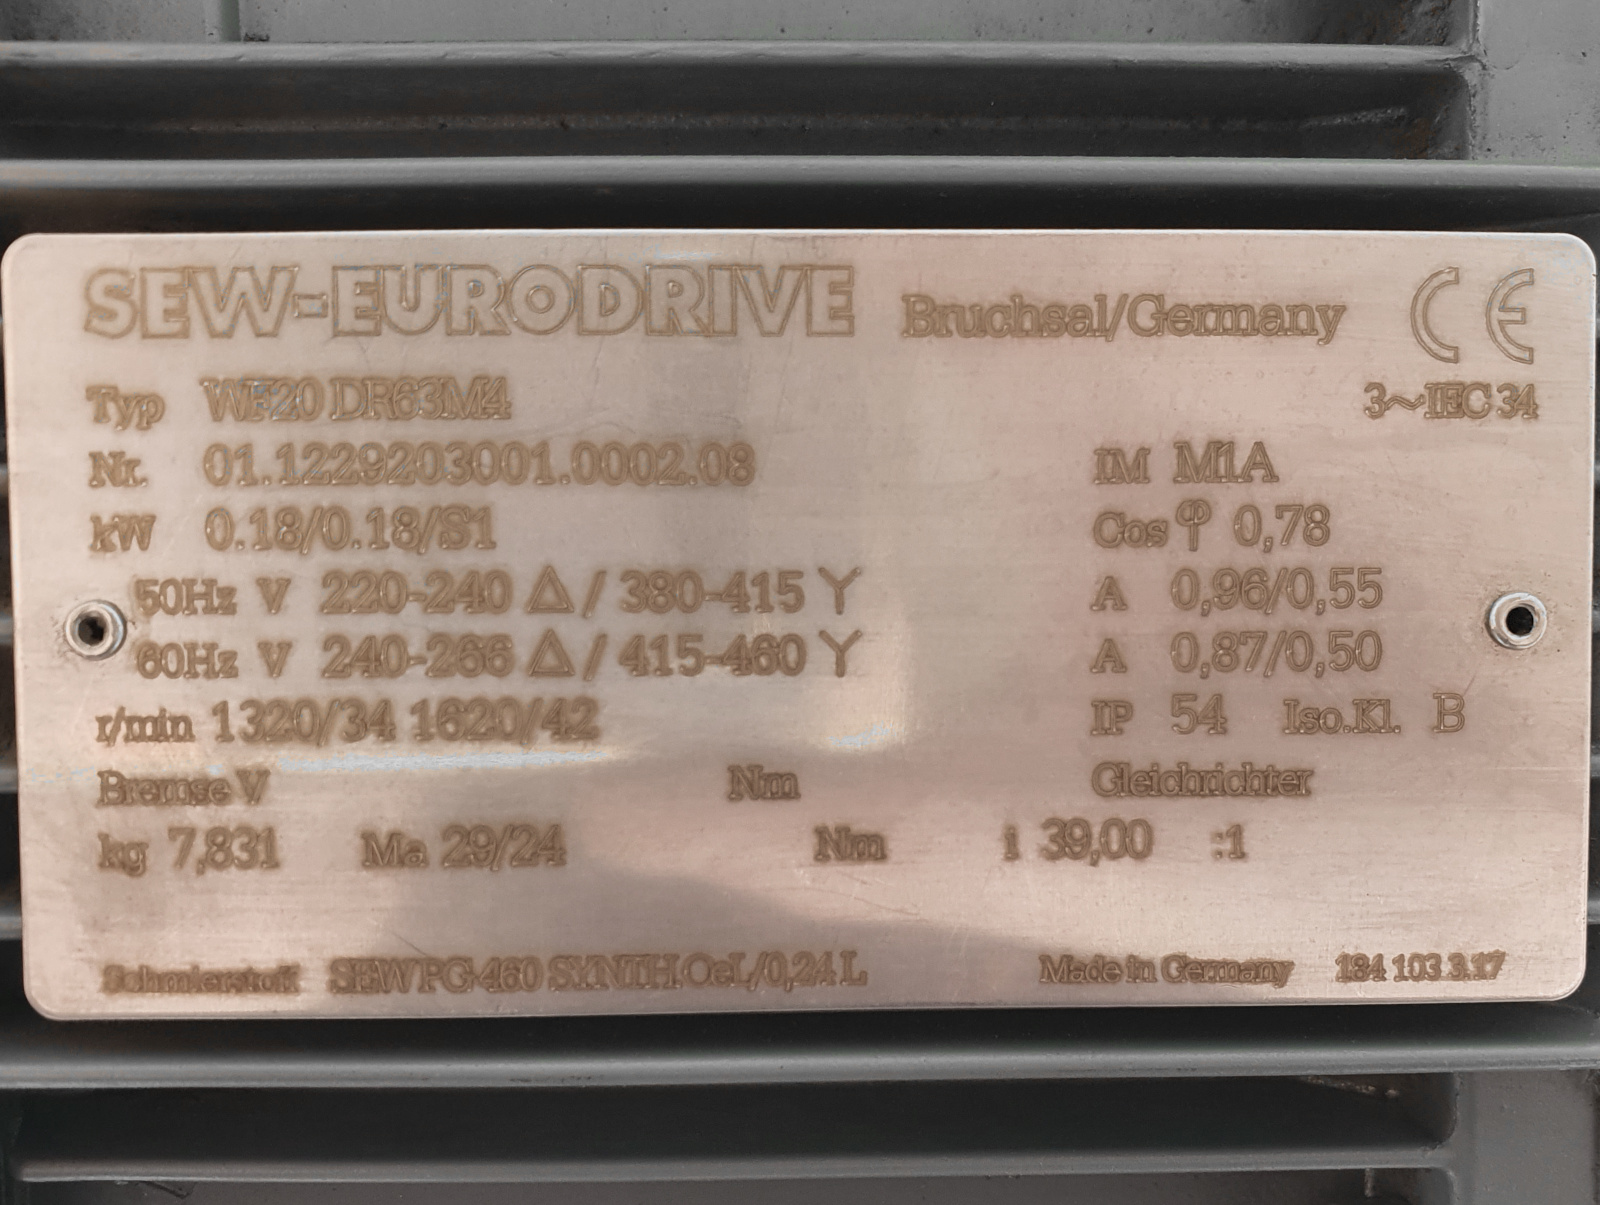 SEW-EURODRIVE Bruchsal/Germany CE
Typ WF20 DR63M4 3~IEC 34
Nr. 01.1229203001.0002.08 IM M1A
kW 0.18/0.18/S1 Cos φ 0,78
50Hz V 220-240 Δ / 380-415 Y A 0,96/0,55
60Hz V 240-266 Δ / 415-460 Y A 0,87/0,50
r/min 1320/34 1620/42 IP 54 Iso.Kl. B
Bremse V Nm Gleichrichter
kg 7,831 Ma 29/24 Nm i 39,00 :1
Schmierstoff SEW PG 460 SYNTH.OeL/0,24 L Made in Germany 184 103 3.17